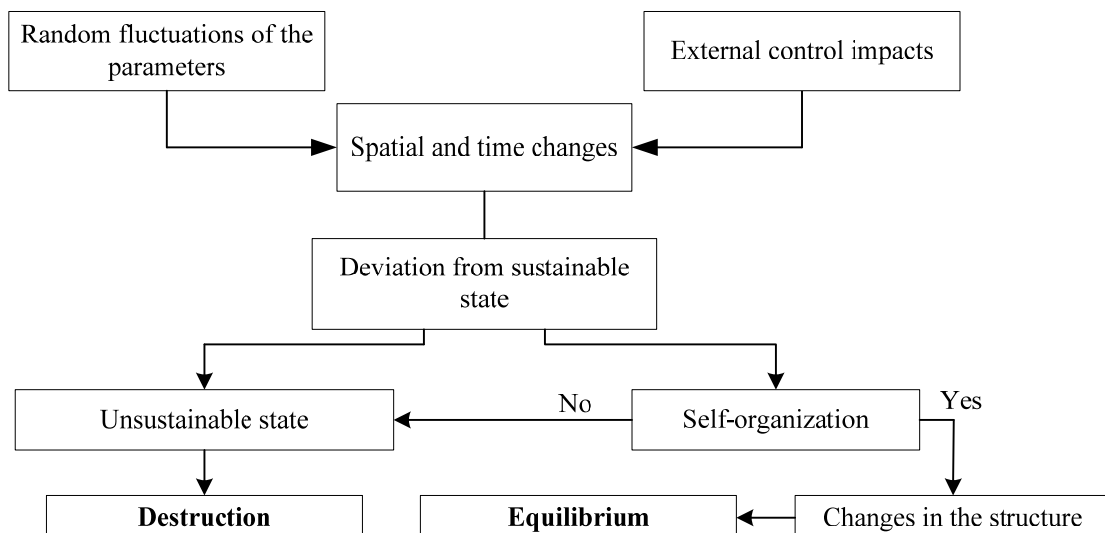 Random fluctuations of the
parameters
External control impacts
Spatial and time changes
Deviation from sustainable
state
Unsustainable state
No
Self-organization
Yes
Destruction
Equilibrium
Changes in the structure